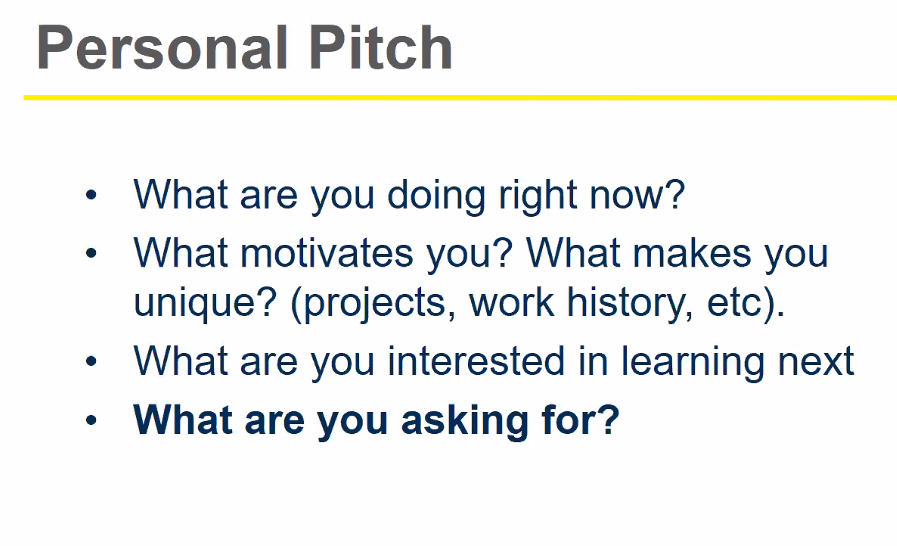 Personal Pitch
• What are you doing right now?
• What motivates you? What makes you
unique? (projects, work history, etc).
• What are you interested in learning next
• What are you asking for?